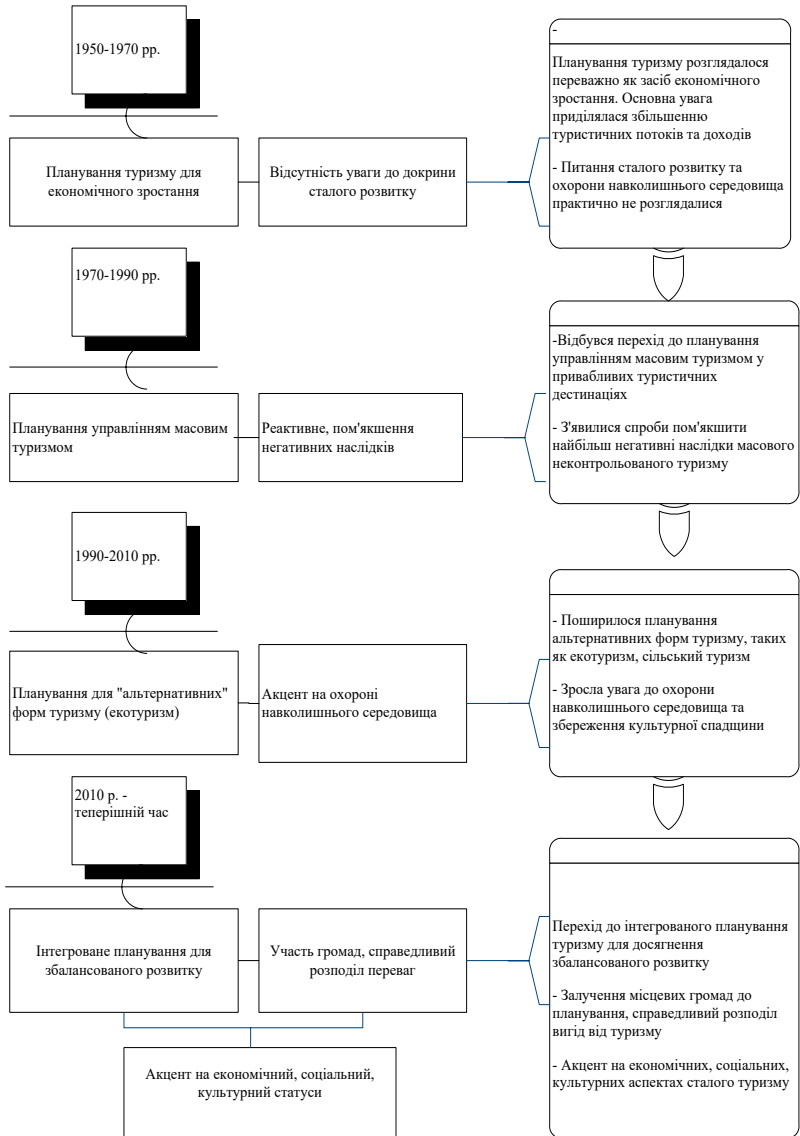 1950-1970 рр.
Планування туризму для
економічного зростання
Відсутність уваги до докрини
сталого розвитку
-
Планування туризму розглядалося
переважно як засіб економічного
зростання. Основна увага
приділялася збільшенню
туристичних потоків та доходів
- Питання сталого розвитку та
охорони навколишнього середовища
практично не розглядалися
1970-1990 рр.
Планування управлінням масовим
туризмом
Реактивне, пом'якшення
негативних наслідків
-Відбувся перехід до планування
управлінням масовим туризмом у
привабливих туристичних
дестинаціях
- З'явилися спроби пом'якшити
найбільш негативні наслідки масового
неконтрольованого туризму
1990-2010 рр.
Планування для "альтернативних"
форм туризму (екотуризм)
Акцент на охороні
навколишнього середовища
- Поширилося планування
альтернативних форм туризму, таких
як екотуризм, сільський туризм
- Зросла увага до охорони
навколишнього середовища та
збереження культурної спадщини
2010 р. -
теперішній час
Інтегроване планування для
збалансованого розвитку
Участь громад, справедливий
розподіл переваг
Акцент на економічний, соціальний,
культурний статуси
Перехід до інтегрованого планування
туризму для досягнення
збалансованого розвитку
- Залучення місцевих громад до
планування, справедливий розподіл
вигід від туризму
- Акцент на економічних, соціальних,
культурних аспектах сталого туризму